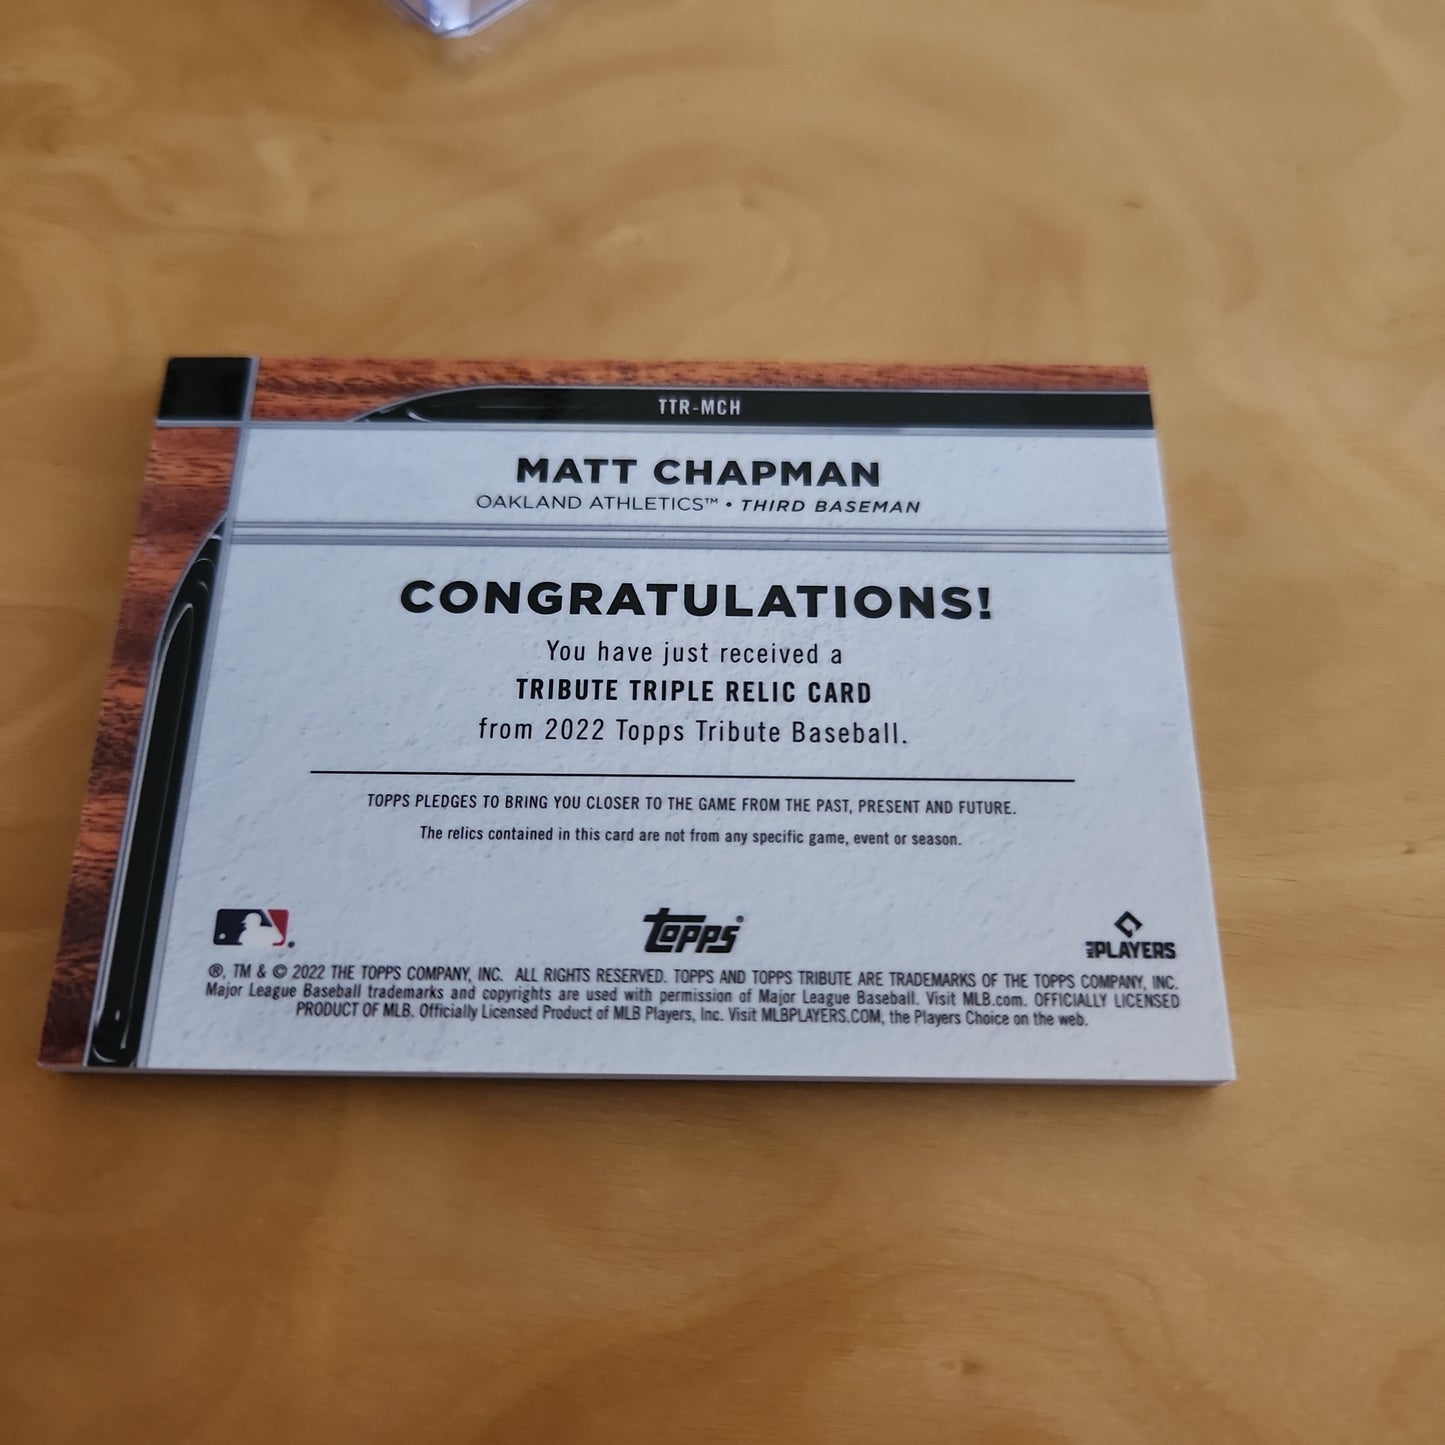 TTR-MCH
MATT CHAPMAN
OAKLAND ATHLETICS™ • THIRD BASEMAN
CONGRATULATIONS!
You have just received a
TRIBUTE TRIPLE RELIC CARD
from 2022 Topps Tribute Baseball.
TOPPS PLEDGES TO BRING YOU CLOSER TO THE GAME FROM THE PAST, PRESENT AND FUTURE.
The relics contained in this card are not from any specific game, event or season.
topps®
MLB PLAYERS
®, TM & © 2022 THE TOPPS COMPANY, INC. ALL RIGHTS RESERVED. TOPPS AND TOPPS TRIBUTE ARE TRADEMARKS OF THE TOPPS COMPANY, INC.
Major League Baseball trademarks and copyrights are used with permission of Major League Baseball. Visit MLB.com. OFFICIALLY LICENSED
PRODUCT OF MLB. Officially Licensed Product of MLB Players, Inc. Visit MLBPLAYERS.COM, the Players Choice on the web.